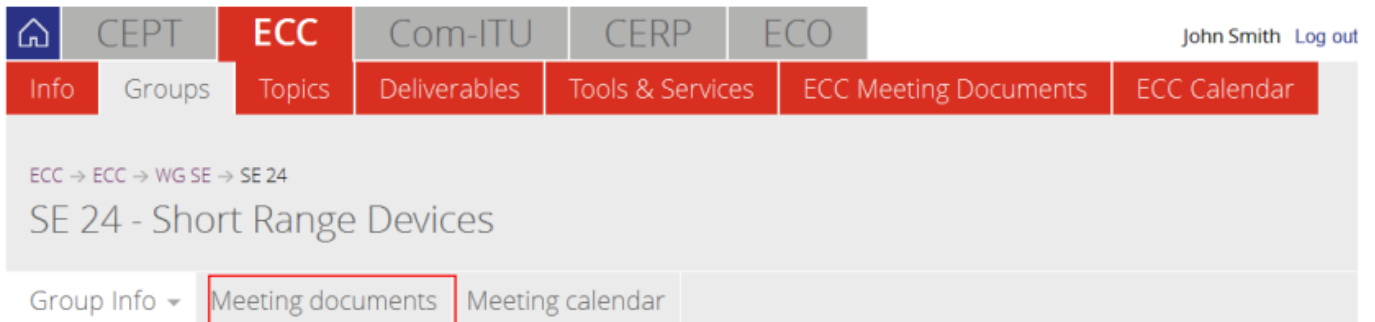 CEPT ECC Com-ITU CERP ECO John Smith Log out
Info Groups Topics Deliverables Tools & Services ECC Meeting Documents ECC Calendar
ECC → ECC → WG SE → SE 24
SE 24 - Short Range Devices
Group Info Meeting documents Meeting calendar